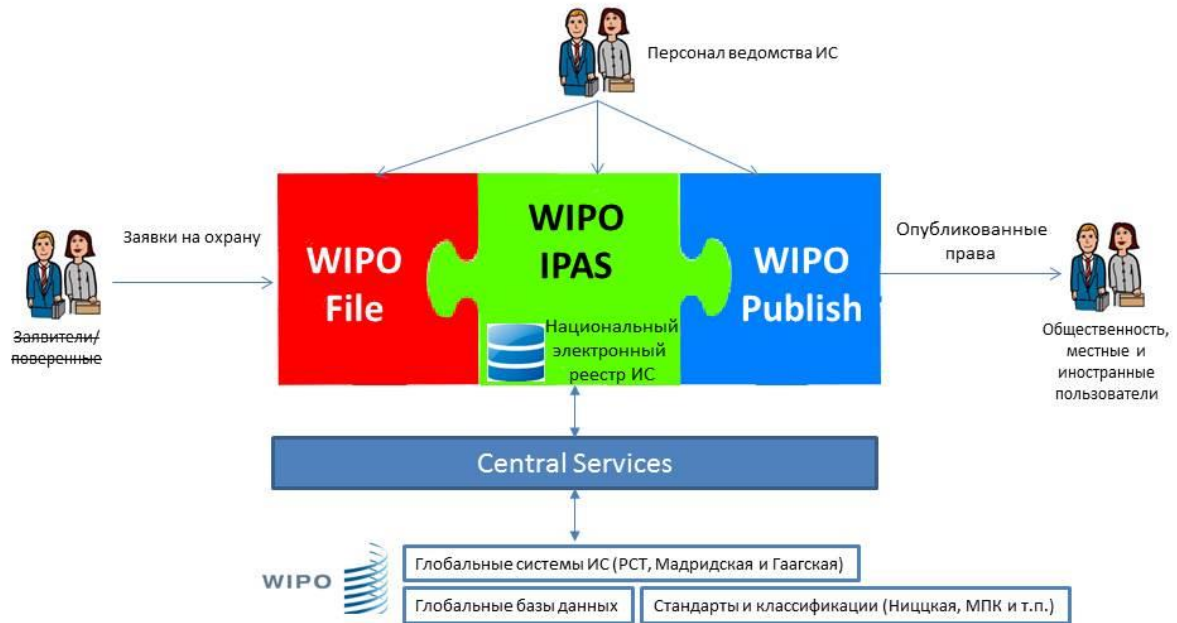 Персонал ведомства ИС
Заявки на охрану
Заявители/
поверенные
WIPO
File
WIPO
IPAS
Национальный
электронный
реестр ИС
WIPO
Publish
Опубликованные
права
Общественность,
местные и
иностранные
пользователи
Central Services
WIPO
Глобальные системы ИС (РСТ, Мадридская и Гаагская)
Глобальные базы данных
Стандарты и классификации (Ниццкая, МПК и т.п.)